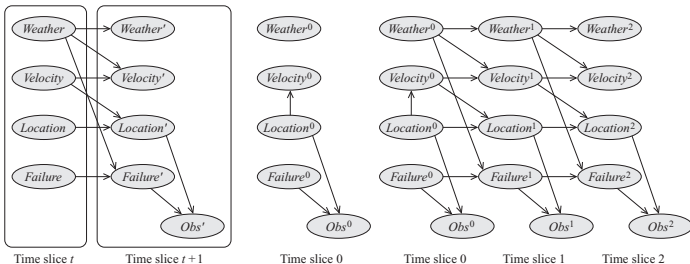 Weather Weather′ Weather⁰ Weather⁰ Weather¹ Weather²
Velocity Velocity′ Velocity⁰ Velocity⁰ Velocity¹ Velocity²
Location Location′ Location⁰ Location⁰ Location¹ Location²
Failure Failure′ Failure⁰ Failure⁰ Failure¹ Failure²
Obs′ Obs⁰ Obs⁰ Obs¹ Obs²
Time slice t Time slice t+1 Time slice 0 Time slice 0 Time slice 1 Time slice 2